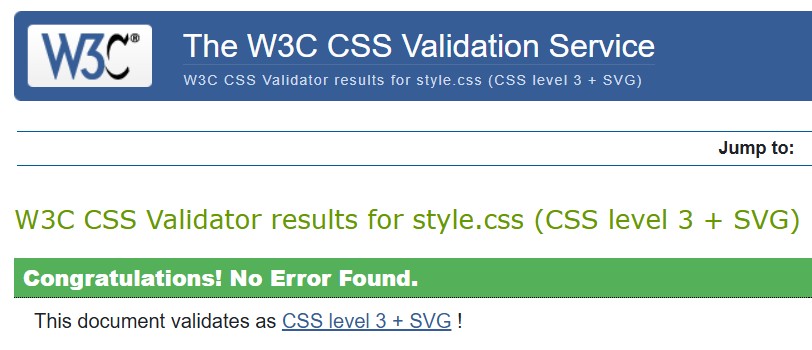 W3C®
The W3C CSS Validation Service
W3C CSS Validator results for style.css (CSS level 3 + SVG)
Jump to:
W3C CSS Validator results for style.css (CSS level 3 + SVG)
Congratulations! No Error Found.
This document validates as CSS level 3 + SVG !